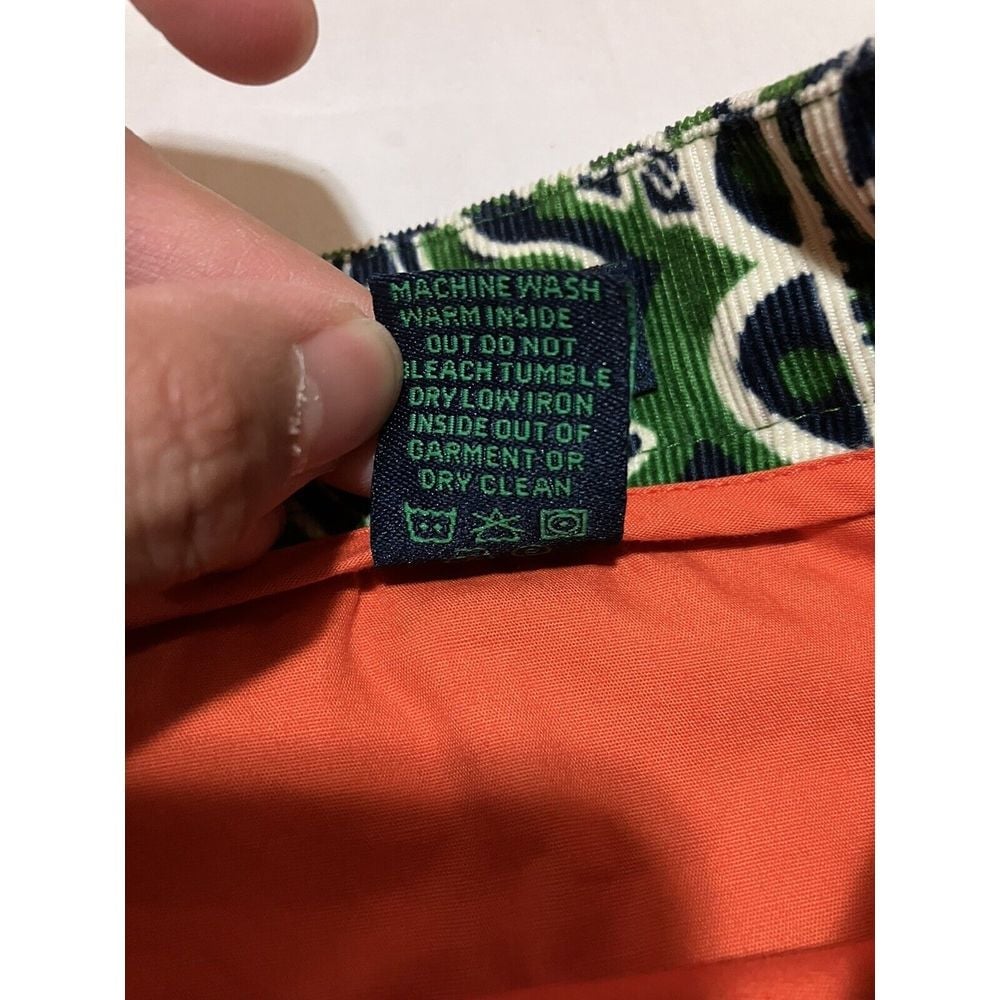 MACHINE WASH
WARM INSIDE
OUT DO NOT
BLEACH TUMBLE
DRY LOW IRON
INSIDE OUT OF
GARMENT OR
DRY CLEAN